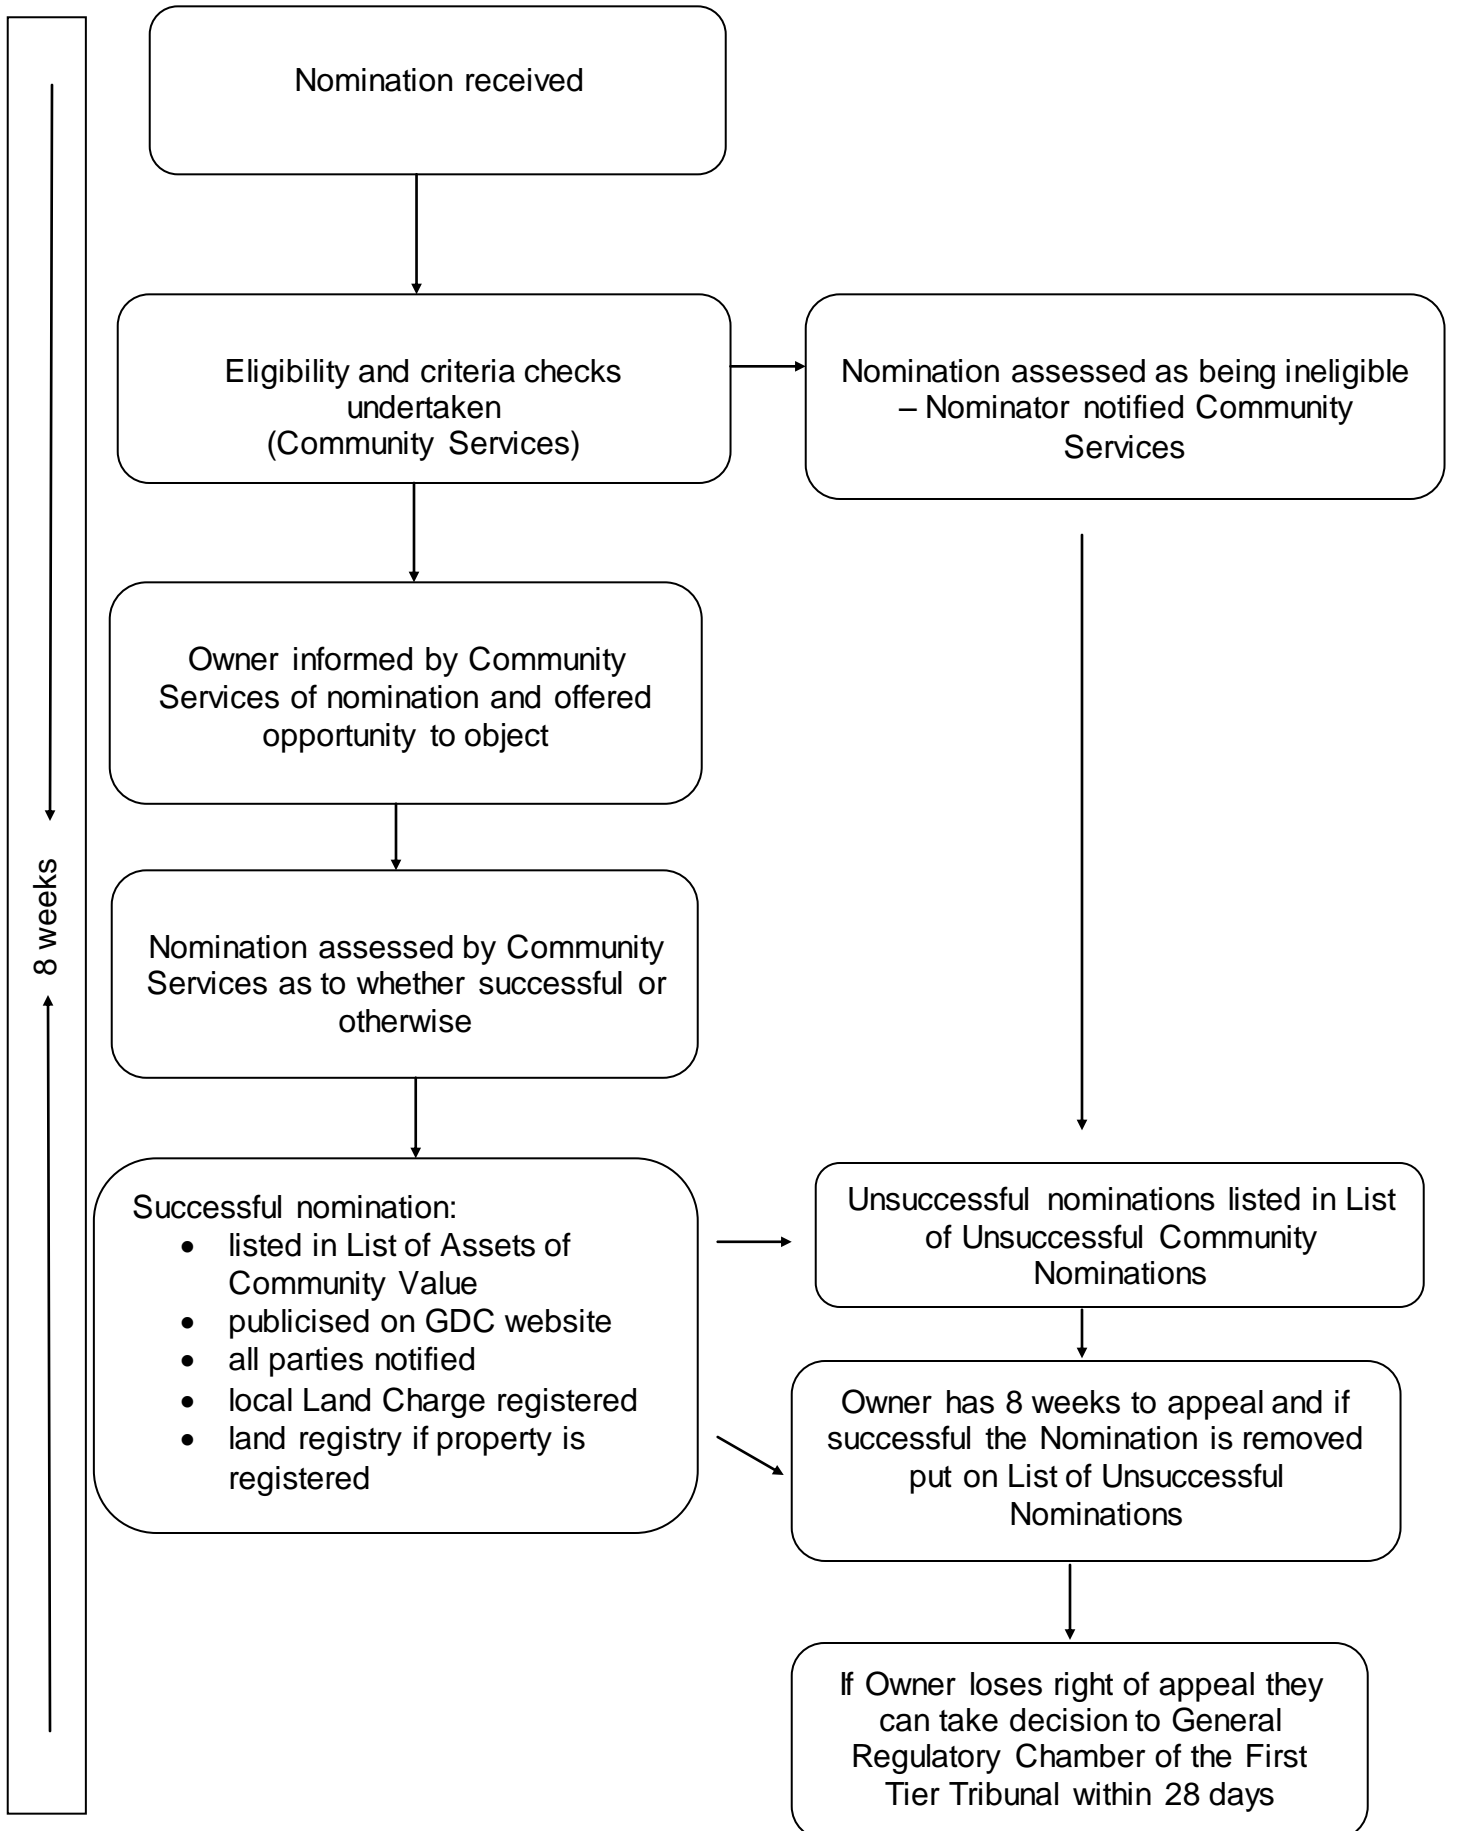 Nomination received
Eligibility and criteria checks
undertaken
(Community Services)
Nomination assessed as being ineligible
– Nominator notified Community
Services
Owner informed by Community
Services of nomination and offered
opportunity to object
8 weeks
Nomination assessed by Community
Services as to whether successful or
otherwise
Successful nomination:
• listed in List of Assets of
Community Value
• publicised on GDC website
• all parties notified
• local Land Charge registered
• land registry if property is
registered
Unsuccessful nominations listed in List
of Unsuccessful Community
Nominations
Owner has 8 weeks to appeal and if
successful the Nomination is removed
put on List of Unsuccessful
Nominations
If Owner loses right of appeal they
can take decision to General
Regulatory Chamber of the First
Tier Tribunal within 28 days